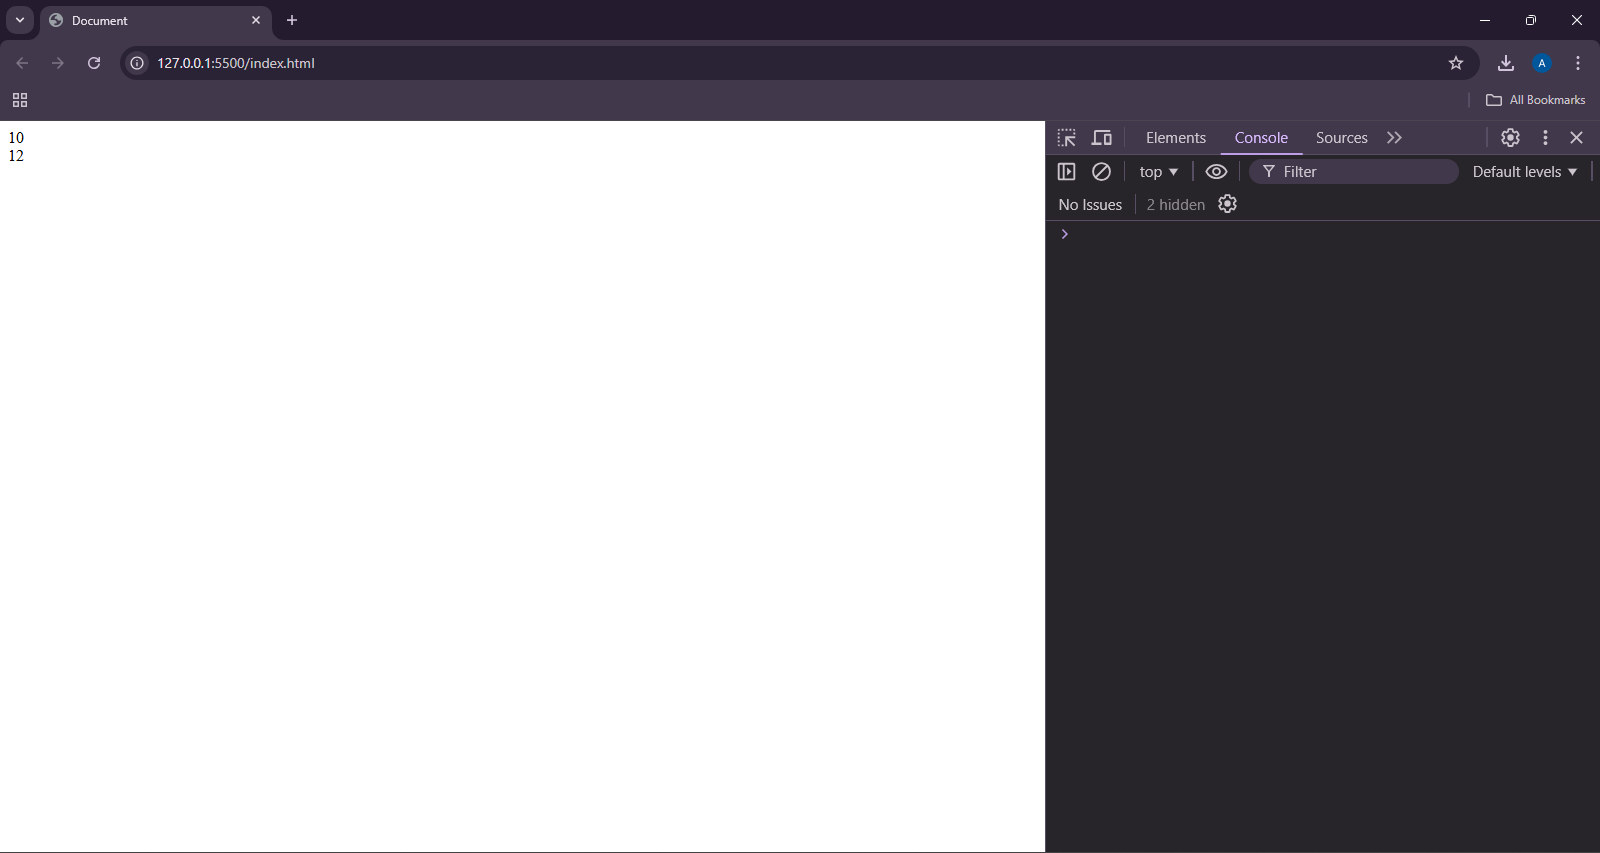 Document
127.0.0.1:5500/index.html
A
All Bookmarks
10
12
Elements
Console
Sources
top
Filter
Default levels
No Issues
2 hidden